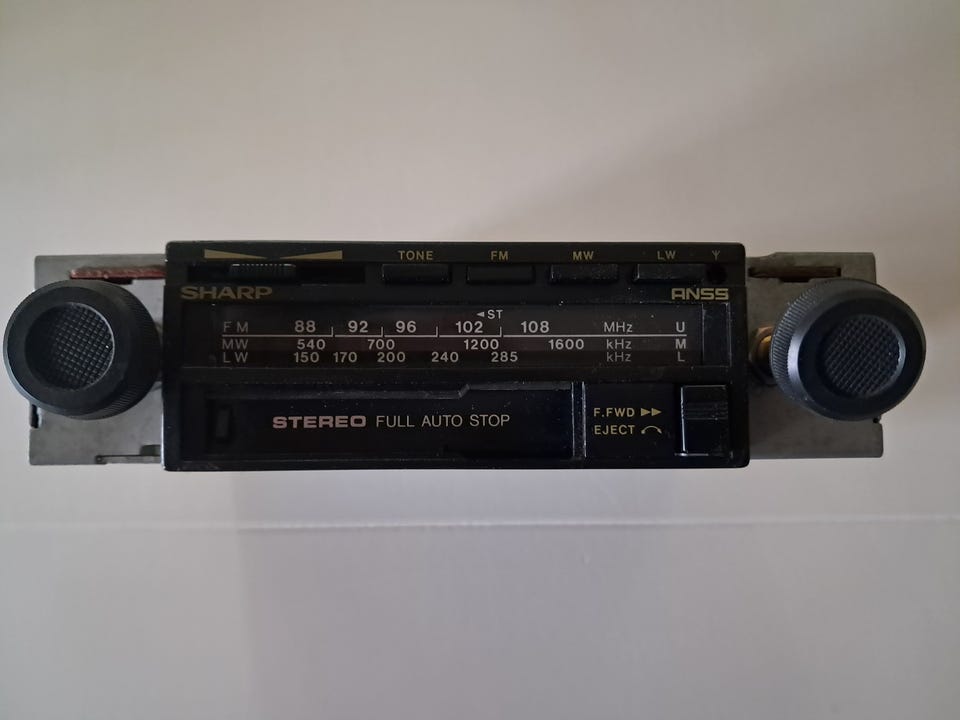 TONE FM MW LW
SHARP ANSS
◄ST
FM 88 92 96 102 108 MHz U
MW 540 700 1200 1600 kHz M
LW 150 170 200 240 285 kHz L
STEREO FULL AUTO STOP
F.FWD ►►
EJECT